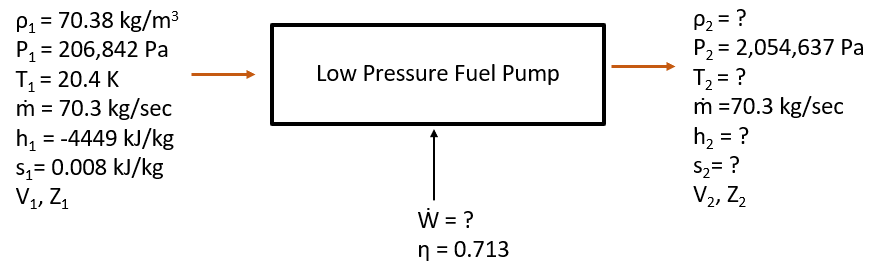 ρ₁ = 70.38 kg/m³
P₁ = 206,842 Pa
T₁ = 20.4 K
ṁ = 70.3 kg/sec
h₁ = -4449 kJ/kg
s₁= 0.008 kJ/kg
V₁, Z₁
Low Pressure Fuel Pump
Ẇ = ?
η = 0.713
ρ₂ = ?
P₂ = 2,054,637 Pa
T₂ = ?
ṁ =70.3 kg/sec
h₂ = ?
s₂= ?
V₂, Z₂